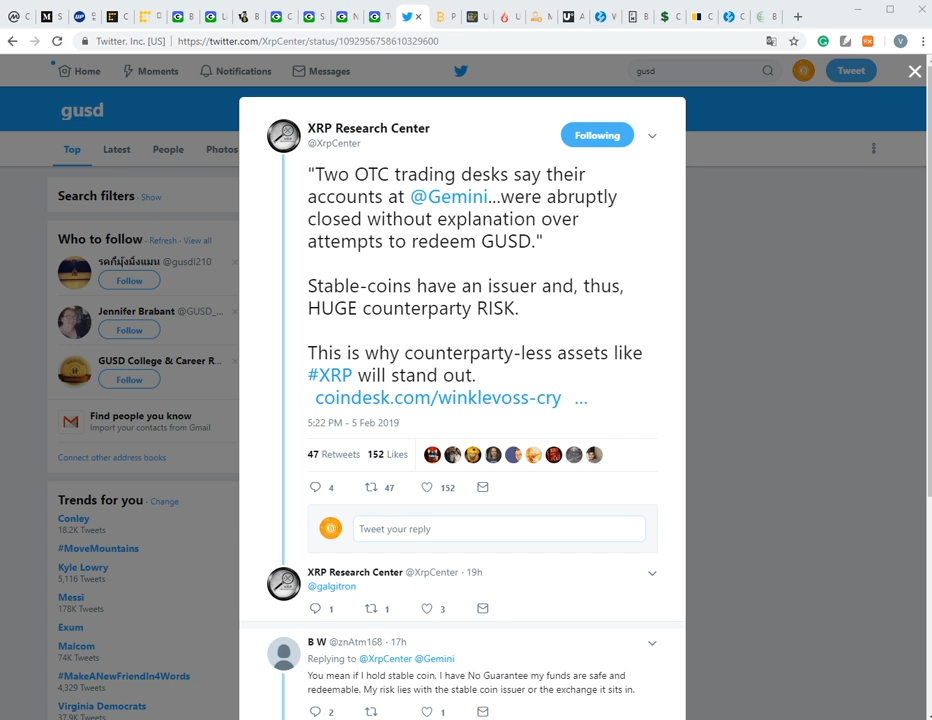 Twitter, Inc. [US] | https://twitter.com/XrpCenter/status/1092956758610329600
Home Moments Notifications Messages gusd Tweet
gusd
Top Latest People Photos
Search filters · Show
Who to follow · Refresh · View all
@gusdl210
Follow
Jennifer Brabant @GUSD_...
Follow
GUSD College & Career R...
Follow
Find people you know
Import your contacts from Gmail
Connect other address books
Trends for you · Change
Conley
18.2K Tweets
#MoveMountains
Kyle Lowry
5,116 Tweets
Messi
178K Tweets
Exum
Malcom
74K Tweets
#MakeANewFriendIn4Words
4,329 Tweets
Virginia Democrats
37.9K Tweets
XRP Research Center
@XrpCenter
Following
"Two OTC trading desks say their
accounts at @Gemini...were abruptly
closed without explanation over
attempts to redeem GUSD."
Stable-coins have an issuer and, thus,
HUGE counterparty RISK.
This is why counterparty-less assets like
#XRP will stand out.
coindesk.com/winklevoss-cry ...
5:22 PM - 5 Feb 2019
47 Retweets 152 Likes
4 47 152
Tweet your reply
XRP Research Center @XrpCenter · 19h
@galgitron
1 1 3
B W @znAtm168 · 17h
Replying to @XrpCenter @Gemini
You mean if I hold stable coin, I have No Guarantee my funds are safe and
redeemable. My risk lies with the stable coin issuer or the exchange it sits in.
2 1